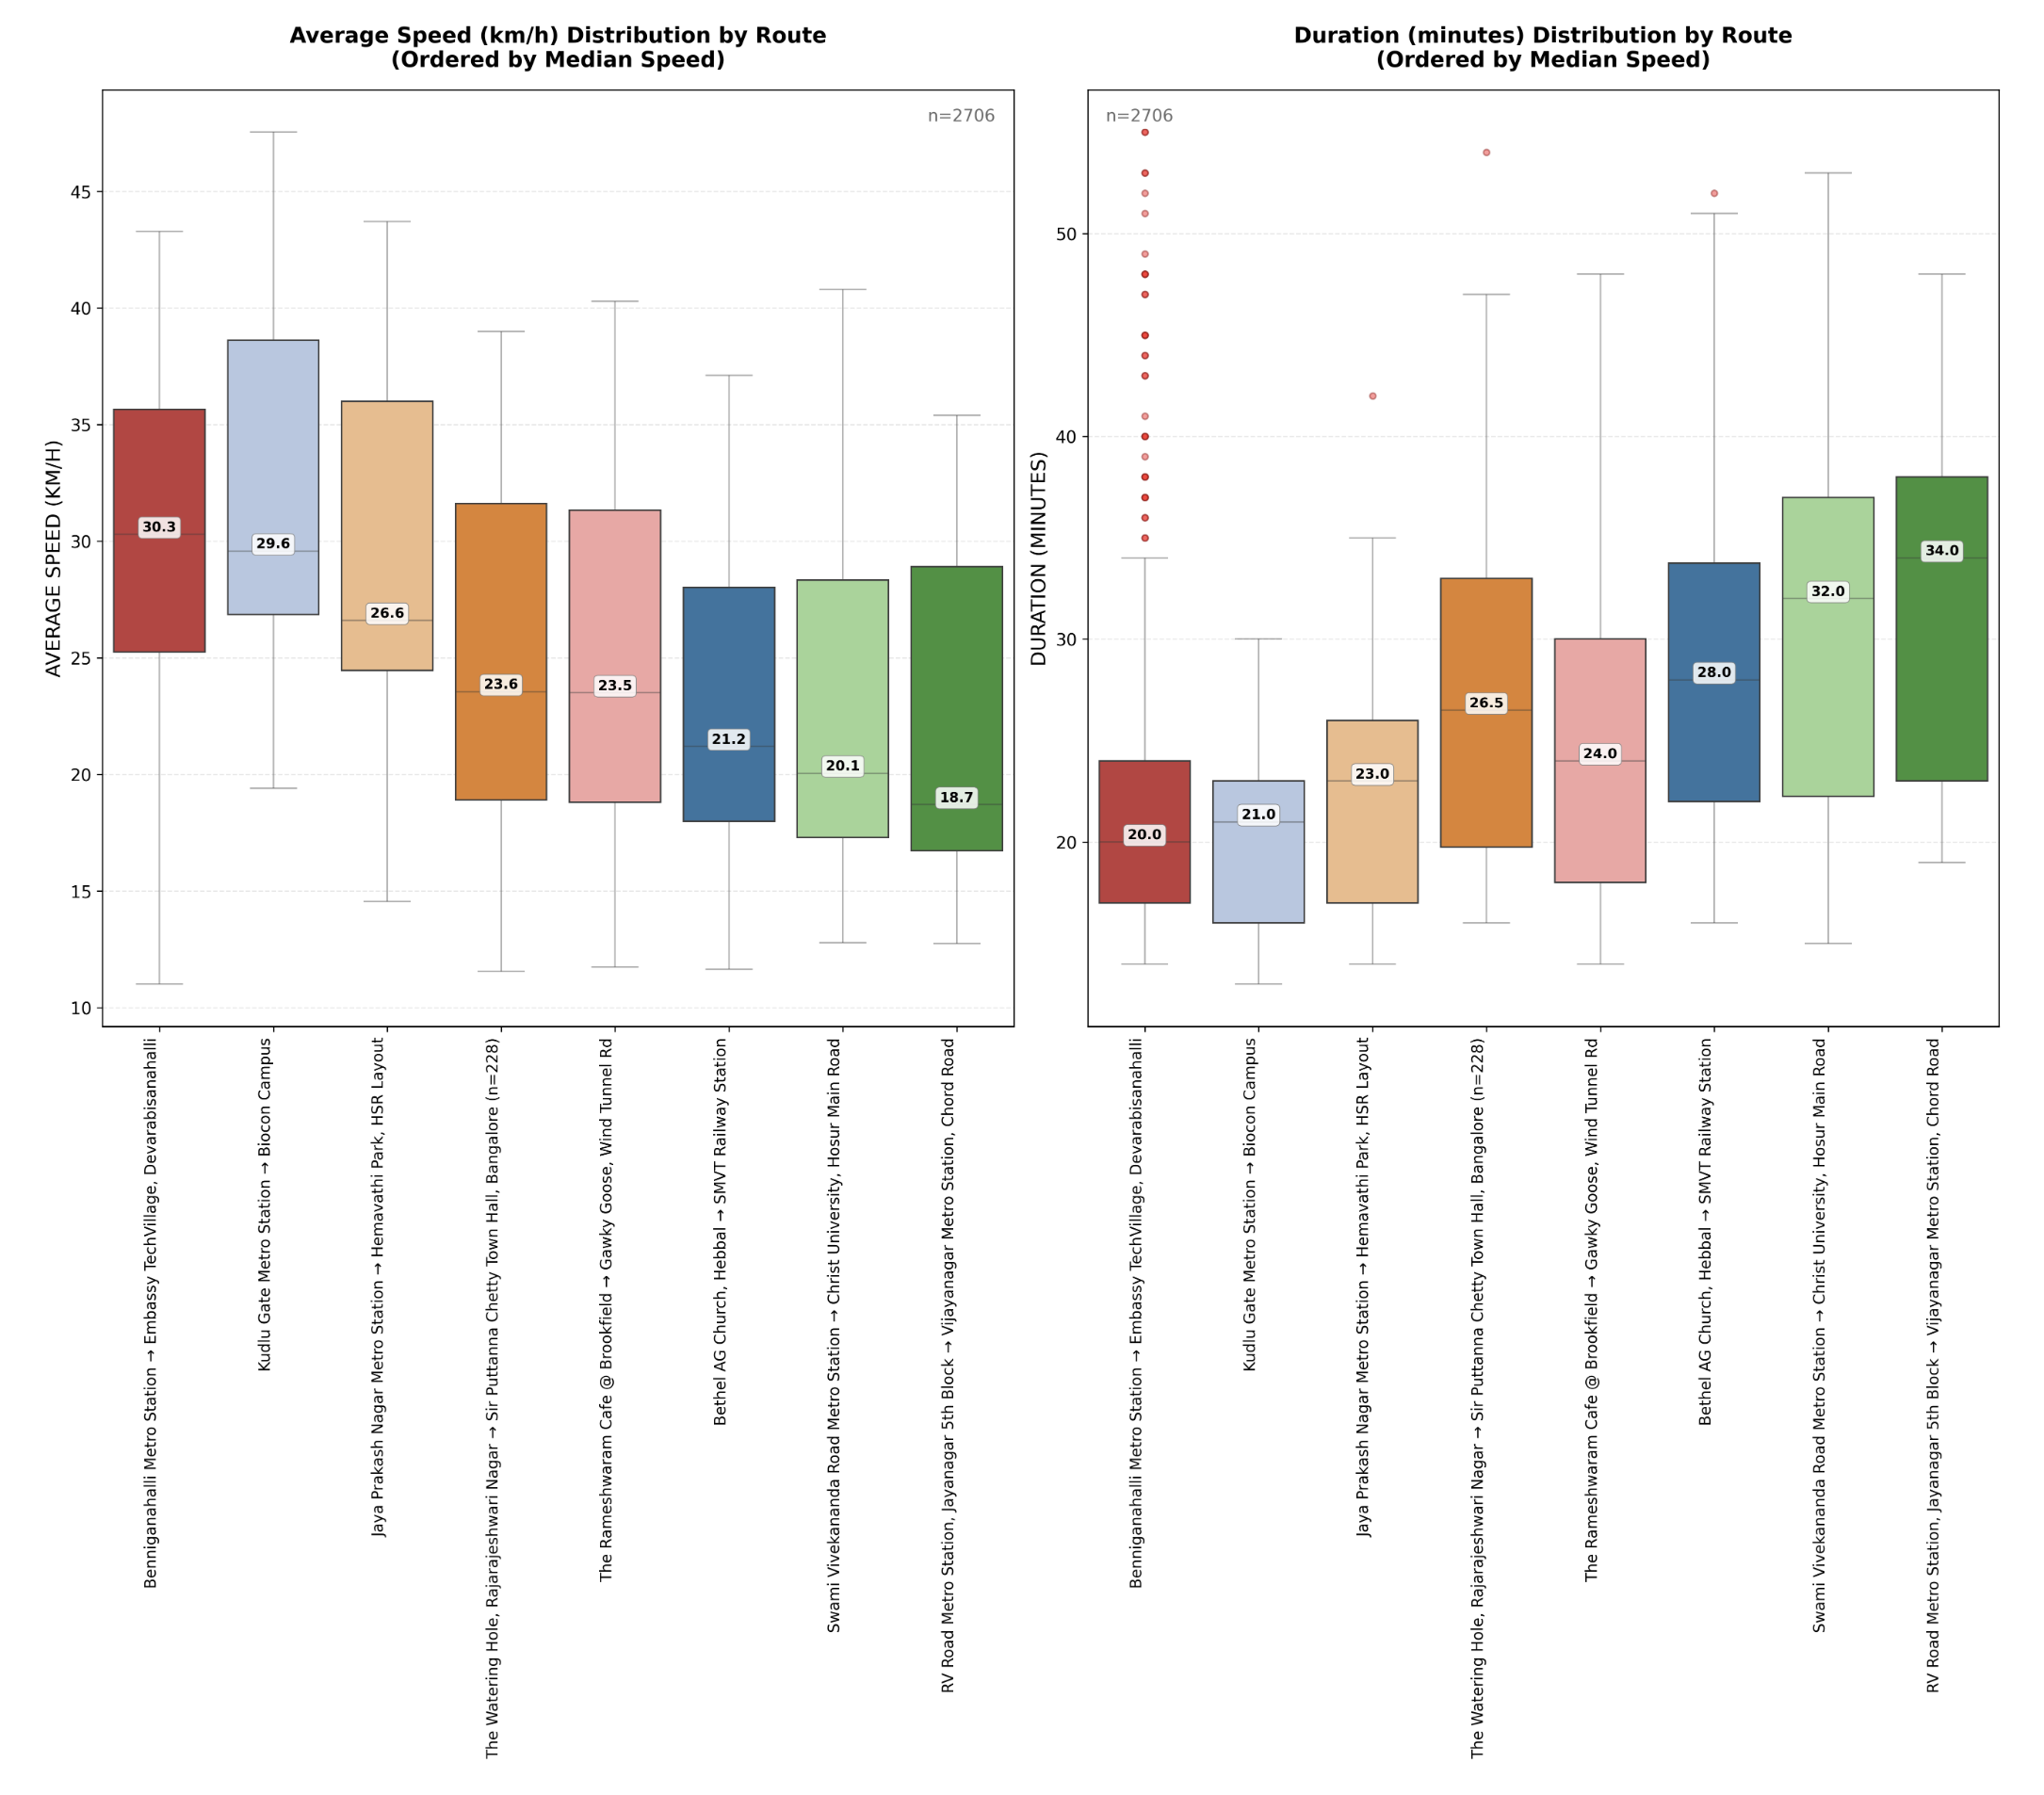 Average Speed (km/h) Distribution by Route
(Ordered by Median Speed)
n=2706
AVERAGE SPEED (KM/H)
45
40
35
30
25
20
15
10
30.3
29.6
26.6
23.6
23.5
21.2
20.1
18.7
Benniganahalli Metro Station → Embassy TechVillage, Devarabisanahalli
Kudlu Gate Metro Station → Biocon Campus
Jaya Prakash Nagar Metro Station → Hemavathi Park, HSR Layout
The Watering Hole, Rajarajeshwari Nagar → Sir Puttanna Chetty Town Hall, Bangalore (n=228)
The Rameshwaram Cafe @ Brookfield → Gawky Goose, Wind Tunnel Rd
Bethel AG Church, Hebbal → SMVT Railway Station
Swami Vivekananda Road Metro Station → Christ University, Hosur Main Road
RV Road Metro Station, Jayanagar 5th Block → Vijayanagar Metro Station, Chord Road
Duration (minutes) Distribution by Route
(Ordered by Median Speed)
n=2706
DURATION (MINUTES)
50
40
30
20
20.0
21.0
23.0
26.5
24.0
28.0
32.0
34.0
Benniganahalli Metro Station → Embassy TechVillage, Devarabisanahalli
Kudlu Gate Metro Station → Biocon Campus
Jaya Prakash Nagar Metro Station → Hemavathi Park, HSR Layout
The Watering Hole, Rajarajeshwari Nagar → Sir Puttanna Chetty Town Hall, Bangalore (n=228)
The Rameshwaram Cafe @ Brookfield → Gawky Goose, Wind Tunnel Rd
Bethel AG Church, Hebbal → SMVT Railway Station
Swami Vivekananda Road Metro Station → Christ University, Hosur Main Road
RV Road Metro Station, Jayanagar 5th Block → Vijayanagar Metro Station, Chord Road